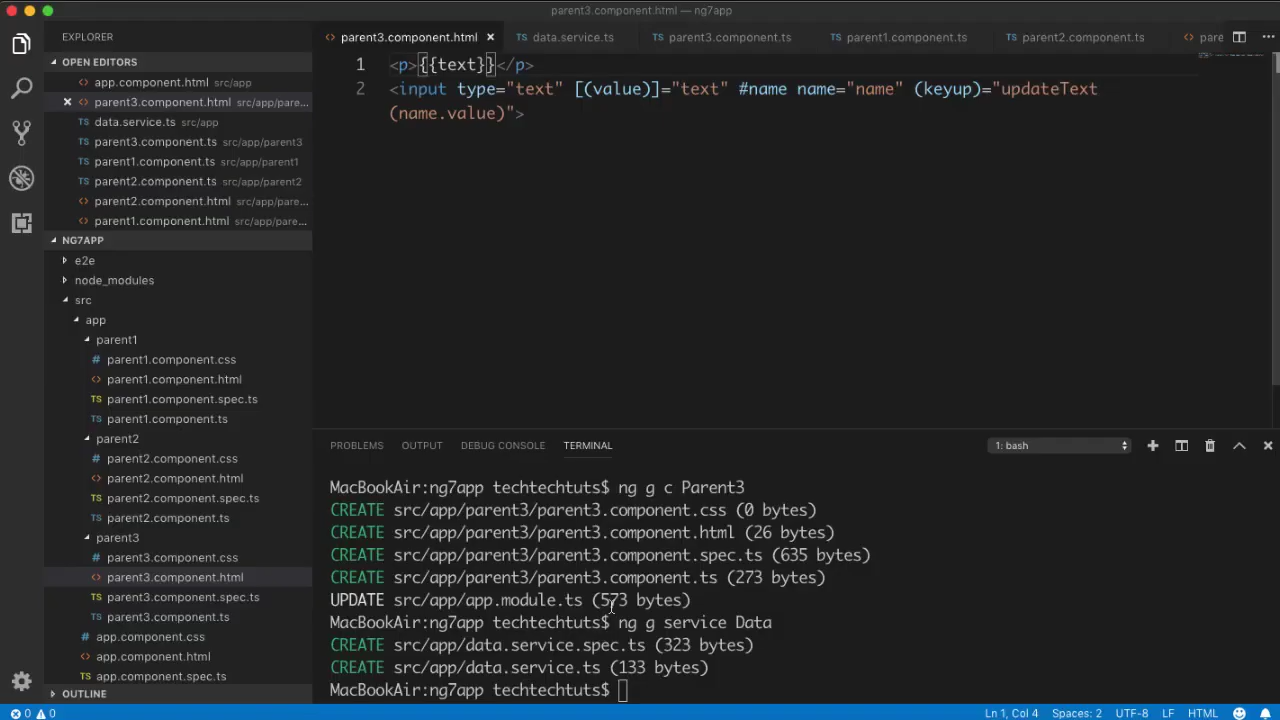 parent3.component.html — ng7app
EXPLORER
OPEN EDITORS
app.component.html src/app
parent3.component.html src/app/pare...
data.service.ts src/app
parent3.component.ts src/app/parent3
parent1.component.ts src/app/parent1
parent2.component.ts src/app/parent2
parent2.component.html src/app/pare...
parent1.component.html src/app/pare...
NG7APP
e2e
node_modules
src
app
parent1
parent1.component.css
parent1.component.html
parent1.component.spec.ts
parent1.component.ts
parent2
parent2.component.css
parent2.component.html
parent2.component.spec.ts
parent2.component.ts
parent3
parent3.component.css
parent3.component.html
parent3.component.spec.ts
parent3.component.ts
app.component.css
app.component.html
app.component.spec.ts
OUTLINE
parent3.component.html TS data.service.ts TS parent3.component.ts TS parent1.component.ts TS parent2.component.ts pare
1 <p>{{text}}</p>
2 <input type="text" [(value)]="text" #name name="name" (keyup)="updateText
(name.value)">
PROBLEMS OUTPUT DEBUG CONSOLE TERMINAL 1: bash
MacBookAir:ng7app techtechtuts$ ng g c Parent3
CREATE src/app/parent3/parent3.component.css (0 bytes)
CREATE src/app/parent3/parent3.component.html (26 bytes)
CREATE src/app/parent3/parent3.component.spec.ts (635 bytes)
CREATE src/app/parent3/parent3.component.ts (273 bytes)
UPDATE src/app/app.module.ts (573 bytes)
MacBookAir:ng7app techtechtuts$ ng g service Data
CREATE src/app/data.service.spec.ts (323 bytes)
CREATE src/app/data.service.ts (133 bytes)
MacBookAir:ng7app techtechtuts$
0 0 Ln 1, Col 4 Spaces: 2 UTF-8 LF HTML